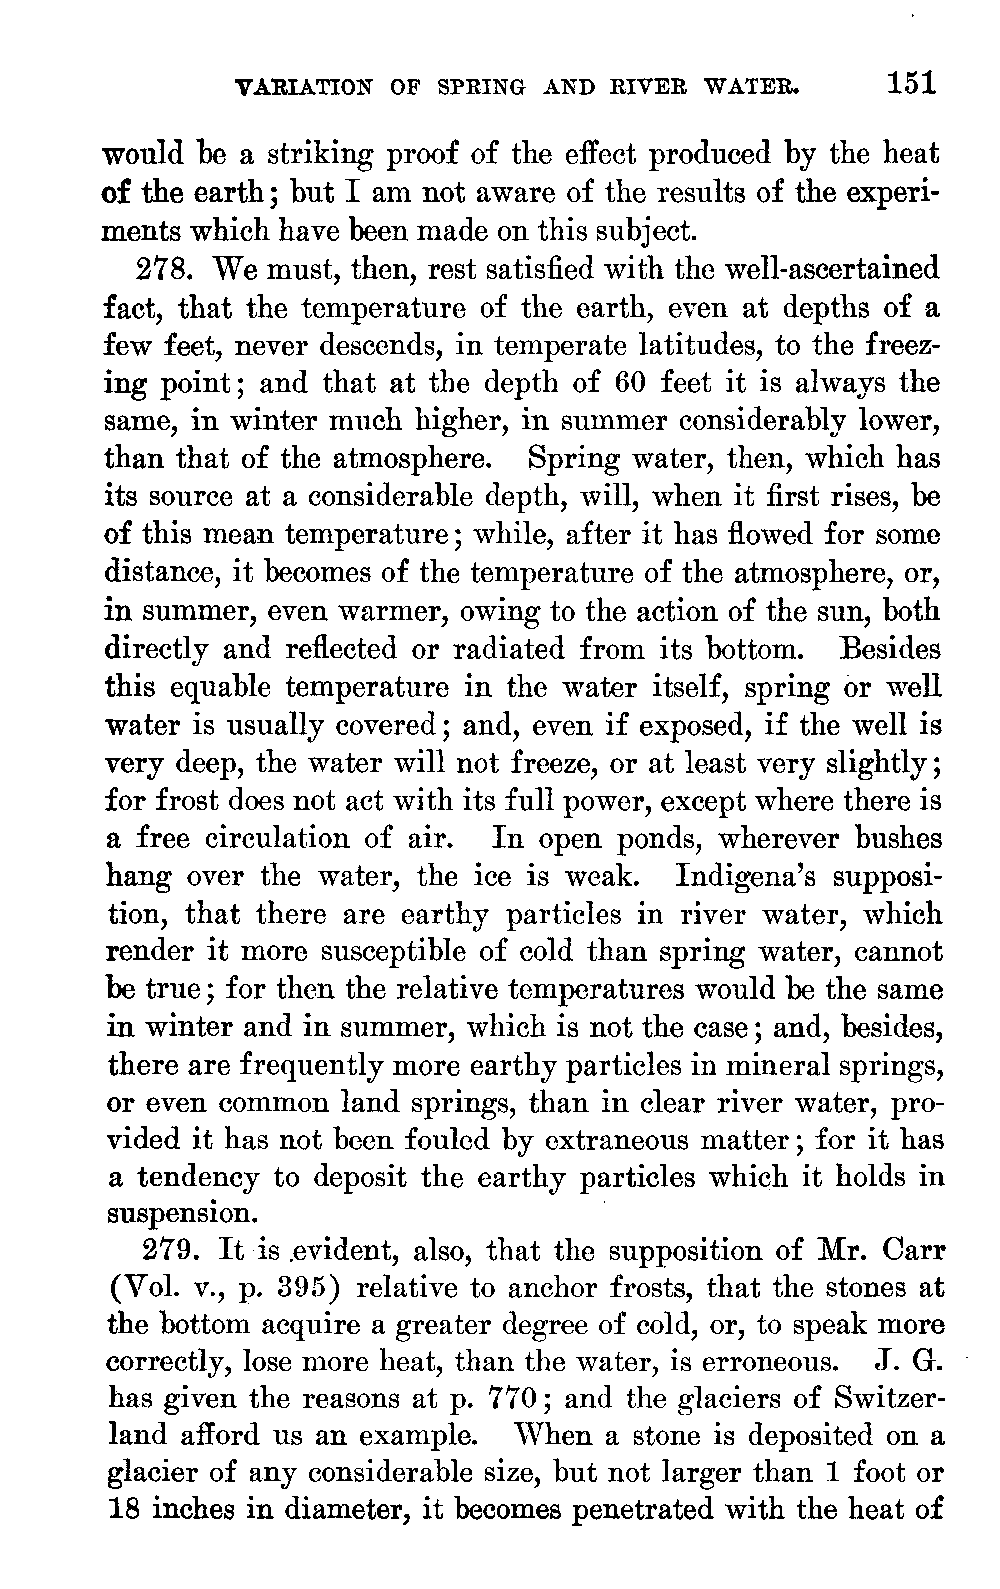 VARIATION OF SPRING AND RIVER WATER. 151
would be a striking proof of the effect produced by the heat
of the earth; but I am not aware of the results of the experi-
ments which have been made on this subject.
278. We must, then, rest satisfied with the well-ascertained
fact, that the temperature of the earth, even at depths of a
few feet, never descends, in temperate latitudes, to the freez-
ing point; and that at the depth of 60 feet it is always the
same, in winter much higher, in summer considerably lower,
than that of the atmosphere. Spring water, then, which has
its source at a considerable depth, will, when it first rises, be
of this mean temperature; while, after it has flowed for some
distance, it becomes of the temperature of the atmosphere, or,
in summer, even warmer, owing to the action of the sun, both
directly and reflected or radiated from its bottom. Besides
this equable temperature in the water itself, spring or well
water is usually covered; and, even if exposed, if the well is
very deep, the water will not freeze, or at least very slightly;
for frost does not act with its full power, except where there is
a free circulation of air. In open ponds, wherever bushes
hang over the water, the ice is weak. Indigena's supposi-
tion, that there are earthy particles in river water, which
render it more susceptible of cold than spring water, cannot
be true; for then the relative temperatures would be the same
in winter and in summer, which is not the case; and, besides,
there are frequently more earthy particles in mineral springs,
or even common land springs, than in clear river water, pro-
vided it has not been fouled by extraneous matter; for it has
a tendency to deposit the earthy particles which it holds in
suspension.
279. It is evident, also, that the supposition of Mr. Carr
(Vol. v., p. 395) relative to anchor frosts, that the stones at
the bottom acquire a greater degree of cold, or, to speak more
correctly, lose more heat, than the water, is erroneous. J. G.
has given the reasons at p. 770; and the glaciers of Switzer-
land afford us an example. When a stone is deposited on a
glacier of any considerable size, but not larger than 1 foot or
18 inches in diameter, it becomes penetrated with the heat of